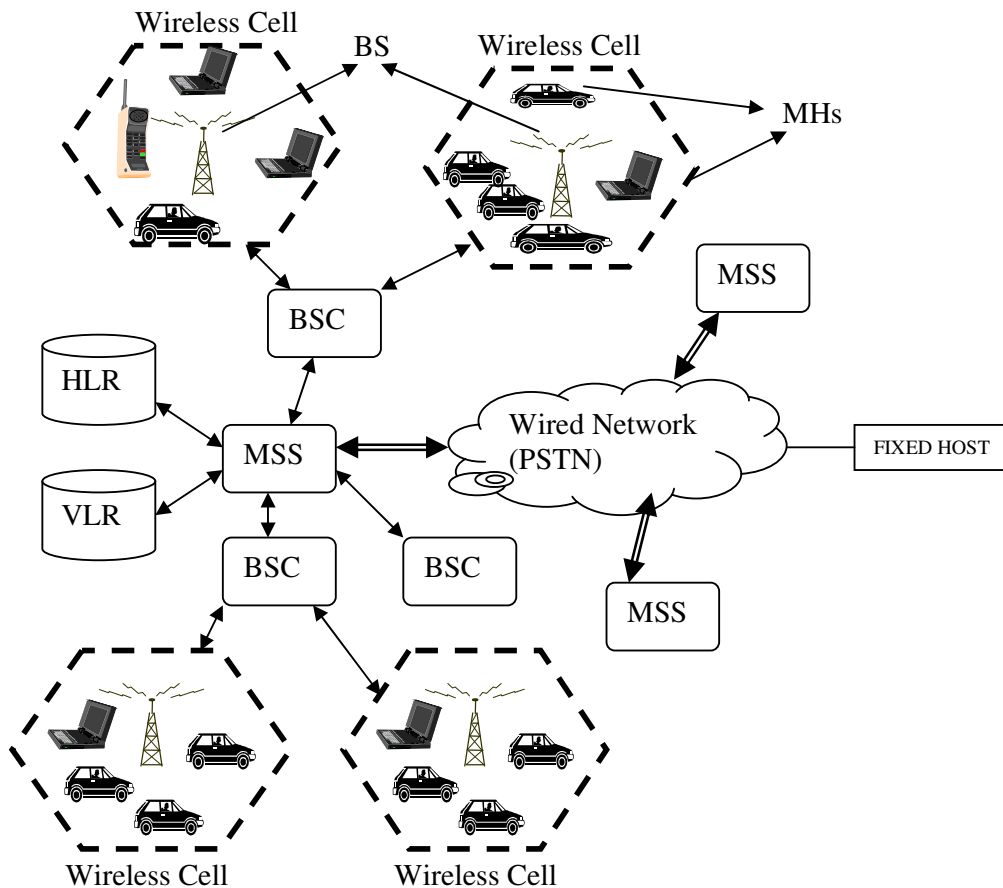 Wireless Cell
BS
Wireless Cell
MHs
MSS
BSC
HLR
Wired Network
(PSTN)
MSS
FIXED HOST
VLR
BSC
BSC
MSS
Wireless Cell
Wireless Cell